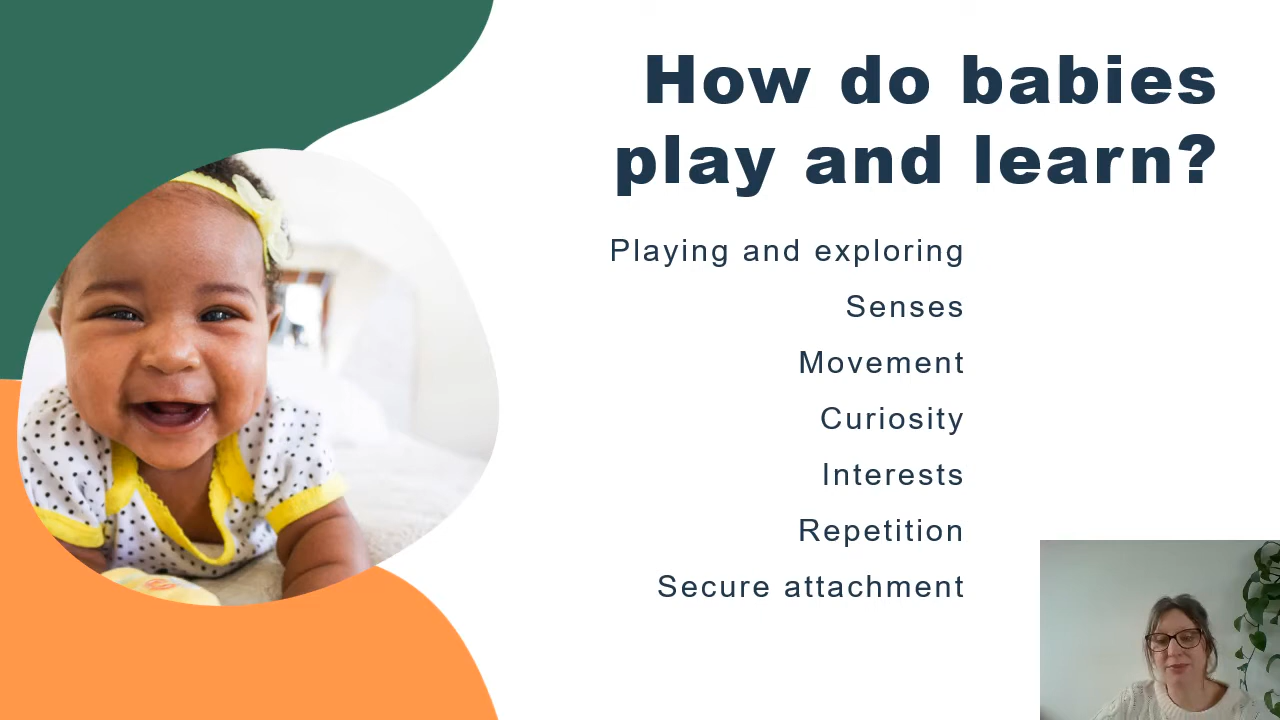 How do babies
play and learn?
Playing and exploring
Senses
Movement
Curiosity
Interests
Repetition
Secure attachment